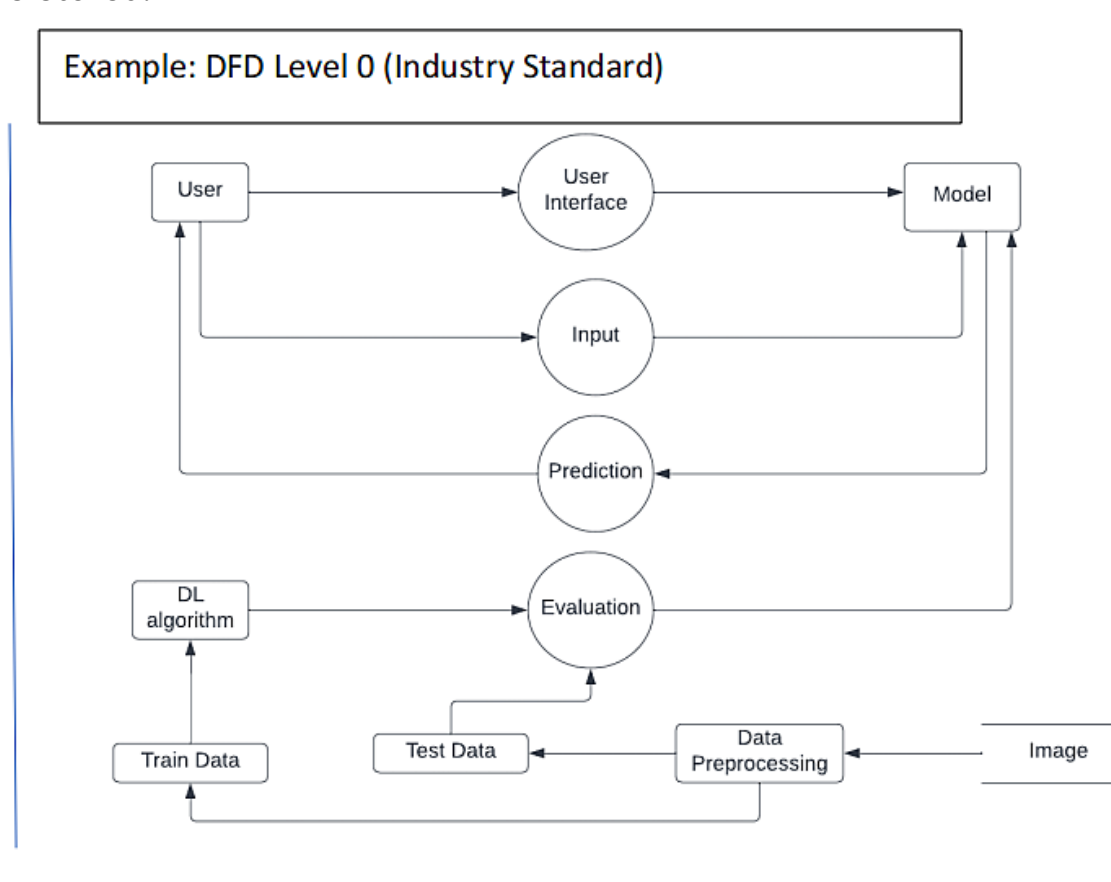 Example: DFD Level 0 (Industry Standard)
User
User
Interface
Model
Input
Prediction
DL
algorithm
Evaluation
Train Data
Test Data
Data
Preprocessing
Image